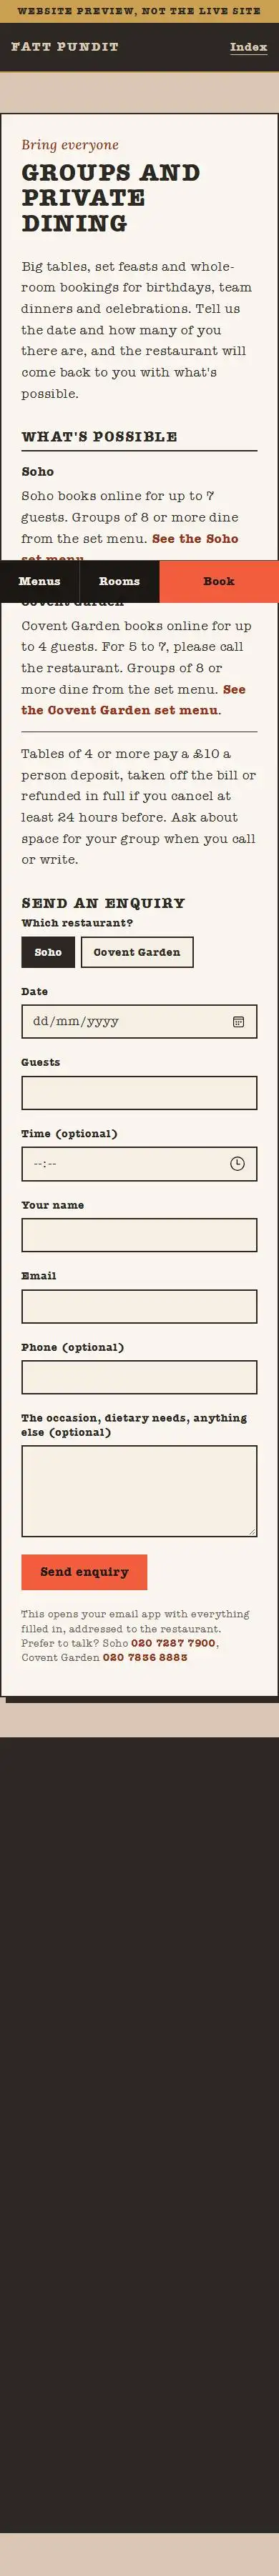 WEBSITE PREVIEW, NOT THE LIVE SITE
FATT PUNDIT
Index
Bring everyone
GROUPS AND
PRIVATE
DINING
Big tables, set feasts and whole-
room bookings for birthdays, team
dinners and celebrations. Tell us
the date and how many of you
there are, and the restaurant will
come back to you with what's
possible.
WHAT'S POSSIBLE
Soho
Soho books online for up to 7
guests. Groups of 8 or more dine
from the set menu. See the Soho
set menu
Menus
Rooms
Book
Covent Garden
Covent Garden books online for up
to 4 guests. For 5 to 7, please call
the restaurant. Groups of 8 or
more dine from the set menu. See
the Covent Garden set menu.
Tables of 4 or more pay a £10 a
person deposit, taken off the bill or
refunded in full if you cancel at
least 24 hours before. Ask about
space for your group when you call
or write.
SEND AN ENQUIRY
Which restaurant?
Soho
Covent Garden
Date
dd/mm/yyyy
Guests
Time (optional)
--:--
Your name
Email
Phone (optional)
The occasion, dietary needs, anything
else (optional)
Send enquiry
This opens your email app with everything
filled in, addressed to the restaurant.
Prefer to talk? Soho 020 7287 7900,
Covent Garden 020 7836 8883